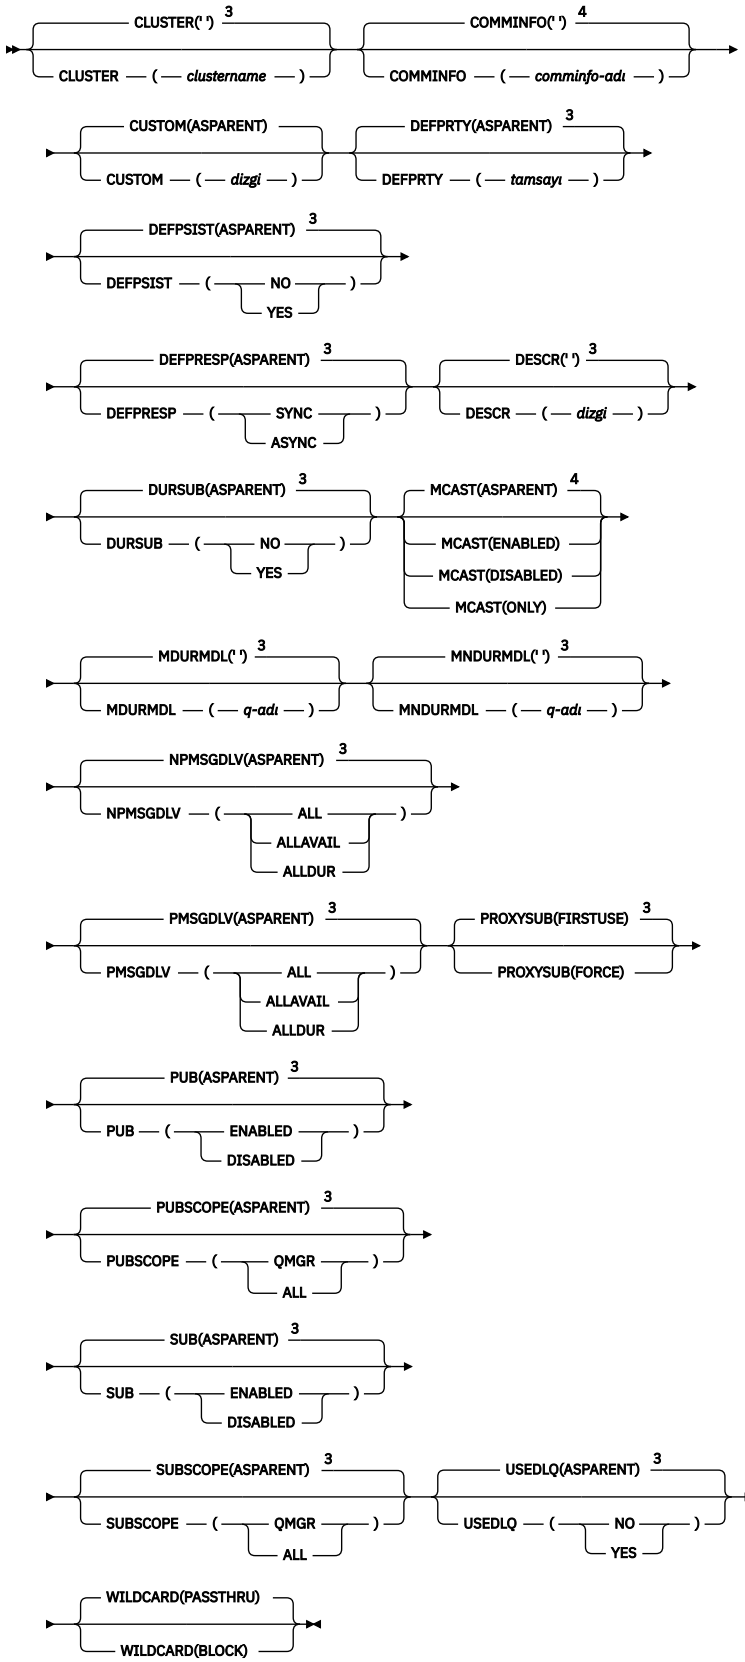 CLUSTER(' ') 3 COMMINFO(' ') 4
CLUSTER ( clustername ) COMMINFO ( comminfo-adı )
CUSTOM(ASPARENT) DEFPRTY(ASPARENT) 3
CUSTOM ( dizgi ) DEFPRTY ( tamsayı )
DEFPSIST(ASPARENT) 3
DEFPSIST ( NO )
YES
DEFPRESP(ASPARENT) 3 DESCR(' ') 3
DEFPRESP ( SYNC ) DESCR ( dizgi )
ASYNC
DURSUB(ASPARENT) 3 MCAST(ASPARENT) 4
DURSUB ( NO ) MCAST(ENABLED)
YES
MCAST(DISABLED)
MCAST(ONLY)
MDURMDL(' ') 3 MNDURMDL(' ') 3
MDURMDL ( q-adı ) MNDURMDL ( q-adı )
NPMSGDLV(ASPARENT) 3
NPMSGDLV ( ALL )
ALLAVAIL
ALLDUR
PMSGDLV(ASPARENT) 3 PROXYSUB(FIRSTUSE) 3
PMSGDLV ( ALL ) PROXYSUB(FORCE)
ALLAVAIL
ALLDUR
PUB(ASPARENT) 3
PUB ( ENABLED )
DISABLED
PUBSCOPE(ASPARENT) 3
PUBSCOPE ( QMGR )
ALL
SUB(ASPARENT) 3
SUB ( ENABLED )
DISABLED
SUBSCOPE(ASPARENT) 3 USEDLQ(ASPARENT) 3
SUBSCOPE ( QMGR ) USEDLQ ( NO )
ALL YES
WILDCARD(PASSTHRU)
WILDCARD(BLOCK)